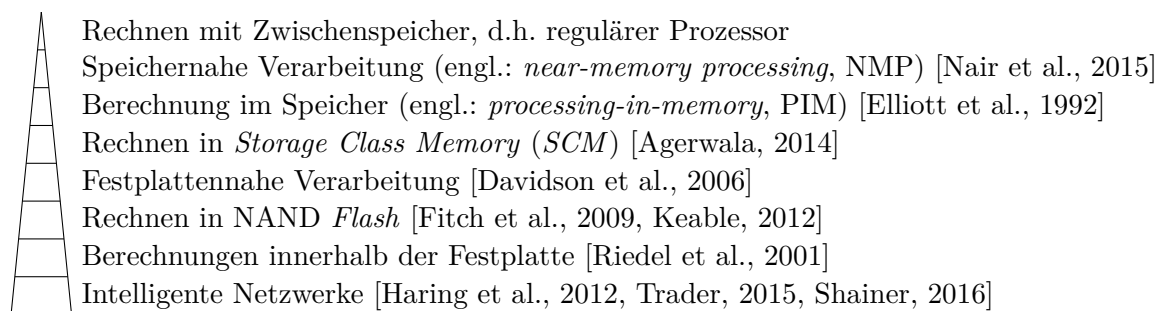 Rechnen mit Zwischenspeicher, d.h. regulärer Prozessor
Speichernahe Verarbeitung (engl.: near-memory processing, NMP) [Nair et al., 2015]
Berechnung im Speicher (engl.: processing-in-memory, PIM) [Elliott et al., 1992]
Rechnen in Storage Class Memory (SCM) [Agerwala, 2014]
Festplattennahe Verarbeitung [Davidson et al., 2006]
Rechnen in NAND Flash [Fitch et al., 2009, Keable, 2012]
Berechnungen innerhalb der Festplatte [Riedel et al., 2001]
Intelligente Netzwerke [Haring et al., 2012, Trader, 2015, Shainer, 2016]